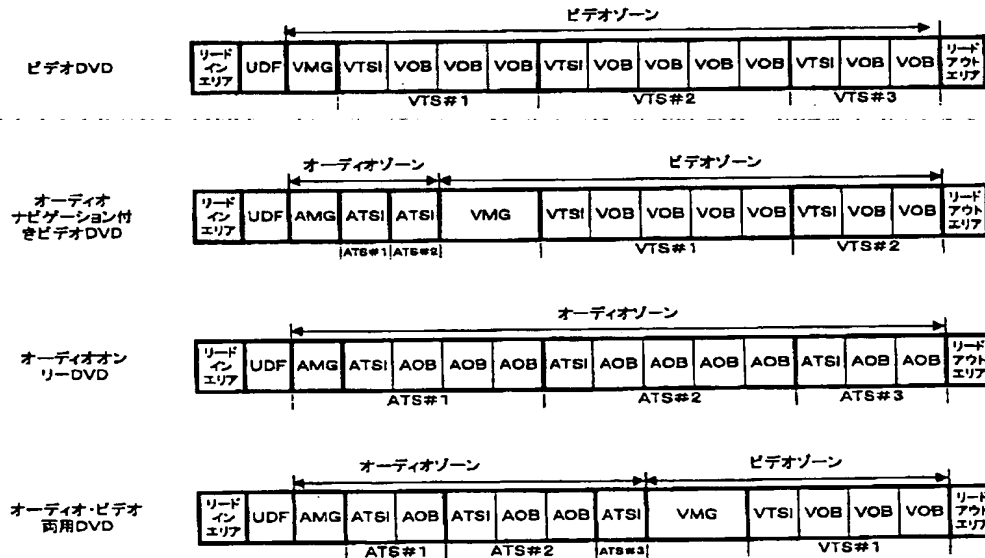 ビデオゾーン
ビデオDVD
リード
イン
エリア
UDF VMG VTSI VOB VOB VOB VTSI VOB VOB VOB VOB VTSI VOB VOB
リード
アウト
エリア
VTS#1 VTS#2 VTS#3
オーディオゾーン ビデオゾーン
オーディオ
ナビゲーション付
きビデオDVD
リード
イン
エリア
UDF AMG ATSI ATSI VMG VTSI VOB VOB VOB VOB VTSI VOB VOB
リード
アウト
エリア
ATS#1 ATS#2 VTS#1 VTS#2
オーディオゾーン
オーディオオン
リーDVD
リード
イン
エリア
UDF AMG ATSI AOB AOB AOB ATSI AOB AOB AOB AOB ATSI AOB AOB
リード
アウト
エリア
ATS#1 ATS#2 ATS#3
オーディオゾーン ビデオゾーン
オーディオ・ビデオ
両用DVD
リード
イン
エリア
UDF AMG ATSI AOB ATSI AOB AOB ATSI VMG VTSI VOB VOB VOB
リード
アウト
エリア
ATS#1 ATS#2 ATS#3 VTS#1